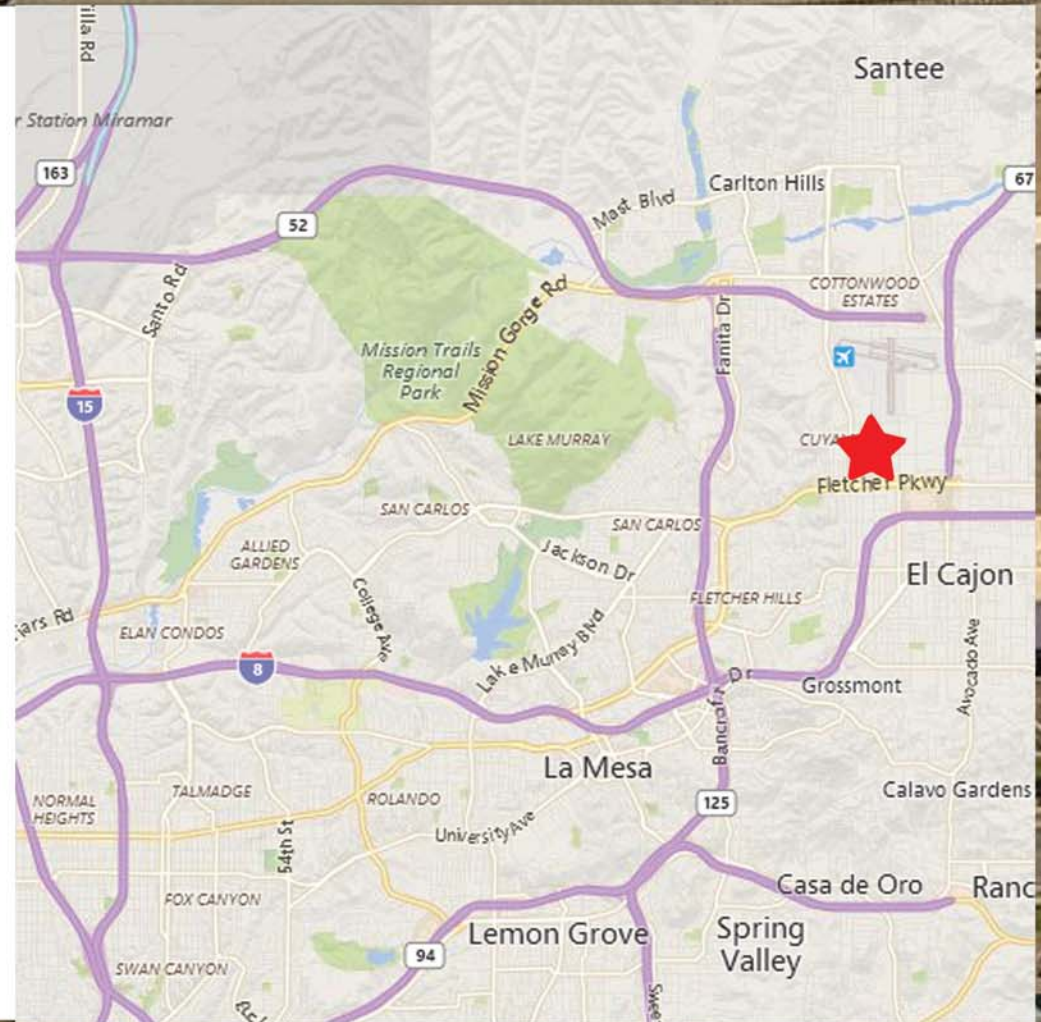 illa Rd
Santee
r Station Miramar
163
67
Carlton Hills
Mast Blvd
52
Santo Rd
Mission Gorge Rd
COTTONWOOD
ESTATES
Fanita Dr
Mission Trails
Regional
Park
15
LAKE MURRAY
CUYA
Fletcher Pkwy
SAN CARLOS
SAN CARLOS
ALLIED
GARDENS
Jackson Dr
El Cajon
College Ave
FLETCHER HILLS
iars Rd
ELAN CONDOS
Lake Murray Blvd
Avocado Ave
8
Bancroft Dr
Grossmont
La Mesa
TALMADGE
ROLANDO
125
Calavo Gardens
NORMAL
HEIGHTS
University Ave
54th St
FOX CANYON
Casa de Oro
Ranc
Lemon Grove
Spring
Valley
94
SWAN CANYON
Swee